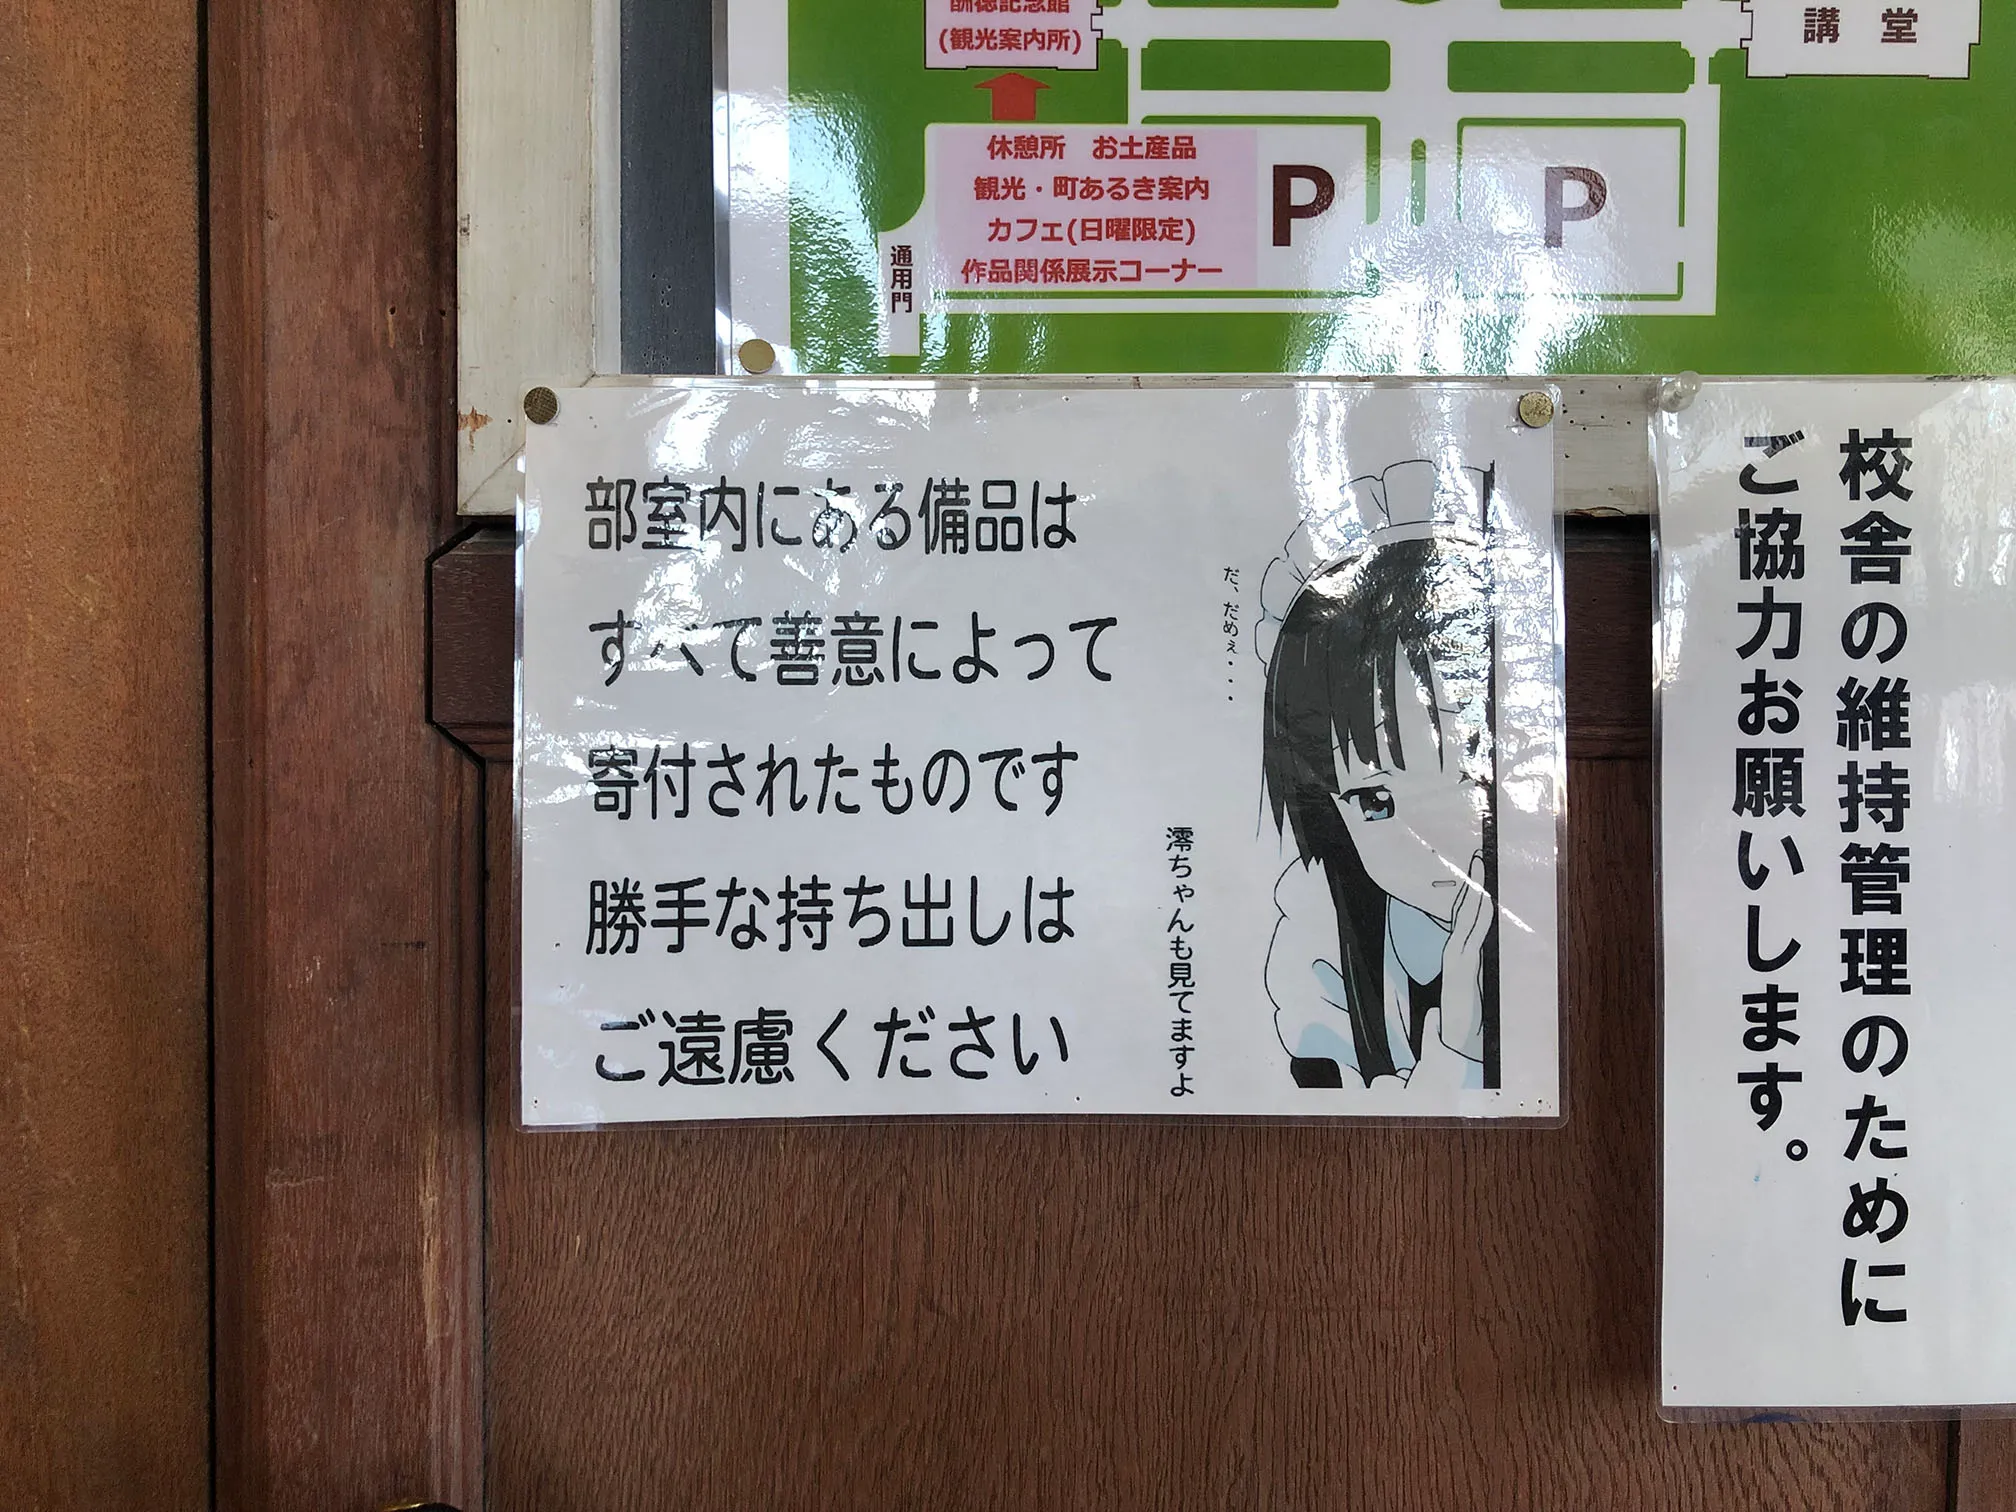 酬徳記念館
(観光案内所)
講 堂
休憩所 お土産品
観光・町あるき案内
カフェ(日曜限定)
作品関係展示コーナー
P
P
通用門
部室内にある備品は
すべて善意によって
寄付されたものです
勝手な持ち出しは
ご遠慮ください
だ、だめぇ・・・
澪ちゃんも見てますよ
校舎の維持管理のために
ご協力お願いします。